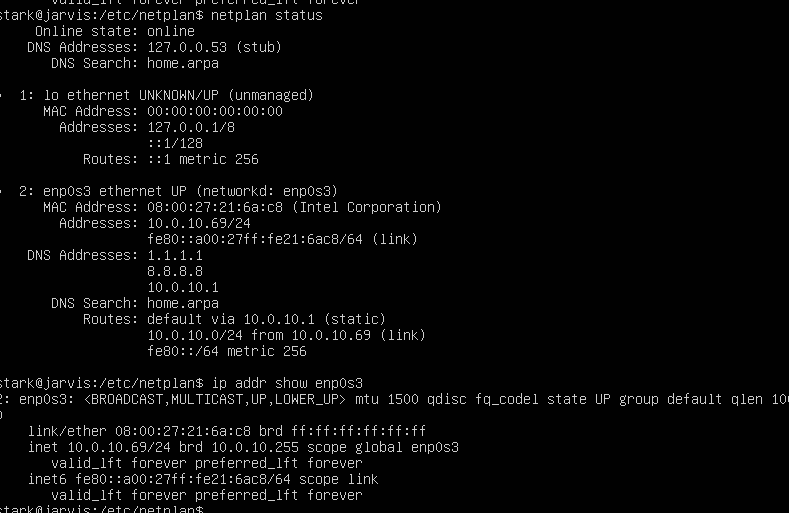 valid_lft forever preferred_lft forever
stark@jarvis:/etc/netplan$ netplan status
Online state: online
DNS Addresses: 127.0.0.53 (stub)
DNS Search: home.arpa
1: lo ethernet UNKNOWN/UP (unmanaged)
MAC Address: 00:00:00:00:00:00
Addresses: 127.0.0.1/8
::1/128
Routes: ::1 metric 256
2: enp0s3 ethernet UP (networkd: enp0s3)
MAC Address: 08:00:27:21:6a:c8 (Intel Corporation)
Addresses: 10.0.10.69/24
fe80::a00:27ff:fe21:6ac8/64 (link)
DNS Addresses: 1.1.1.1
8.8.8.8
10.0.10.1
DNS Search: home.arpa
Routes: default via 10.0.10.1 (static)
10.0.10.0/24 from 10.0.10.69 (link)
fe80::/64 metric 256
stark@jarvis:/etc/netplan$ ip addr show enp0s3
2: enp0s3: <BROADCAST,MULTICAST,UP,LOWER_UP> mtu 1500 qdisc fq_codel state UP group default qlen 100
0
link/ether 08:00:27:21:6a:c8 brd ff:ff:ff:ff:ff:ff
inet 10.0.10.69/24 brd 10.0.10.255 scope global enp0s3
valid_lft forever preferred_lft forever
inet6 fe80::a00:27ff:fe21:6ac8/64 scope link
valid_lft forever preferred_lft forever
stark@jarvis:/etc/netplan$